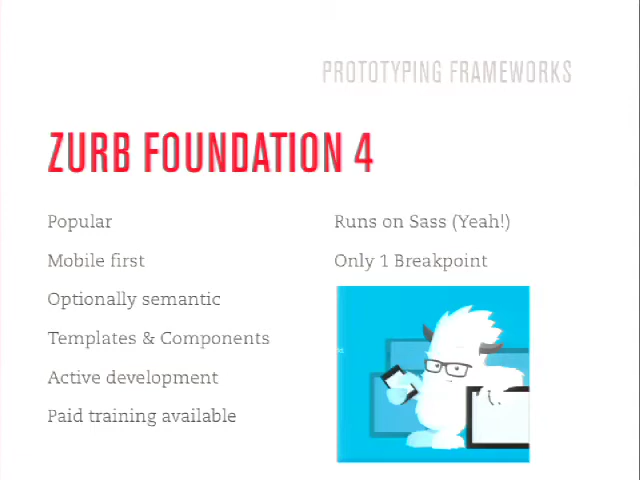 PROTOTYPING FRAMEWORKS
ZURB FOUNDATION 4
Popular
Mobile first
Optionally semantic
Templates & Components
Active development
Paid training available
Runs on Sass (Yeah!)
Only 1 Breakpoint